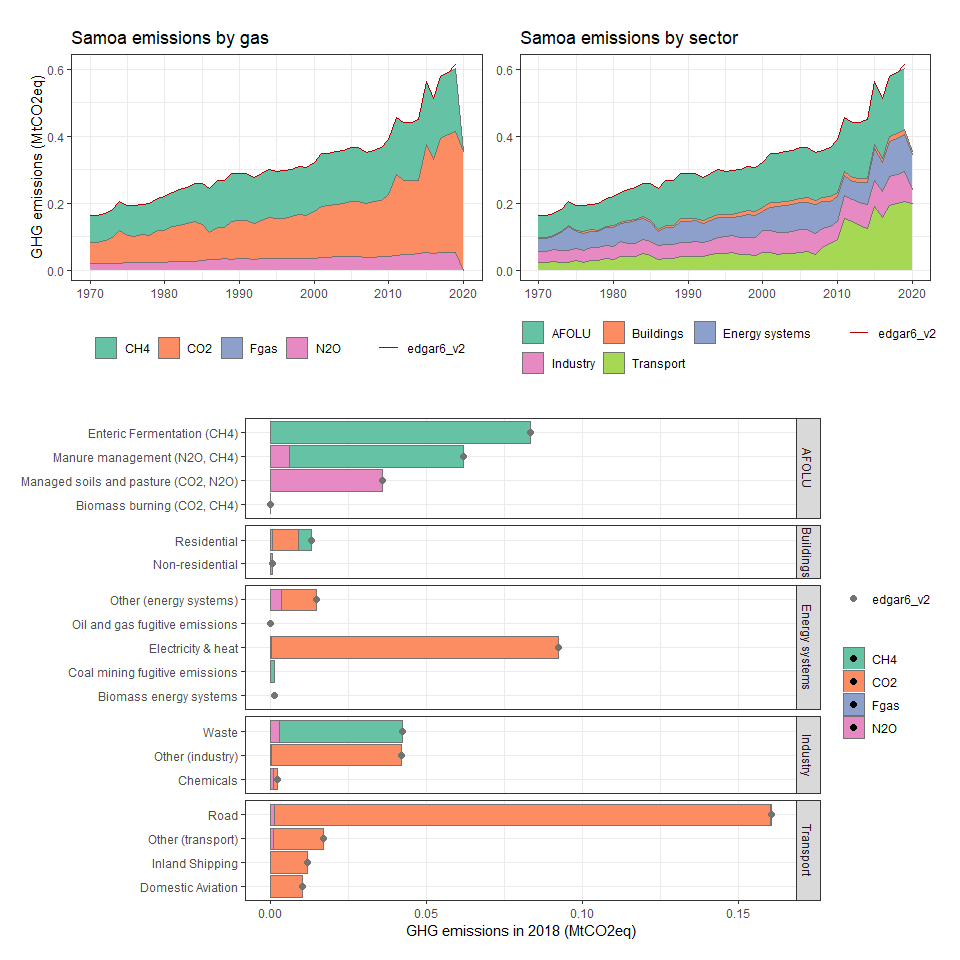 Samoa emissions by gas
GHG emissions (MtCO2eq)
0.6
0.4
0.2
0.0
1970 1980 1990 2000 2010 2020
CH4 CO2 Fgas N2O edgar6_v2
Samoa emissions by sector
0.6
0.4
0.2
0.0
1970 1980 1990 2000 2010 2020
AFOLU Buildings Energy systems edgar6_v2
Industry Transport
Enteric Fermentation (CH4)
Manure management (N2O, CH4)
Managed soils and pasture (CO2, N2O)
Biomass burning (CO2, CH4)
AFOLU
Residential
Non-residential
Buildings
Other (energy systems)
Oil and gas fugitive emissions
Electricity & heat
Coal mining fugitive emissions
Biomass energy systems
Energy systems
Waste
Other (industry)
Chemicals
Industry
Road
Other (transport)
Inland Shipping
Domestic Aviation
Transport
0.00 0.05 0.10 0.15
GHG emissions in 2018 (MtCO2eq)
edgar6_v2
CH4
CO2
Fgas
N2O